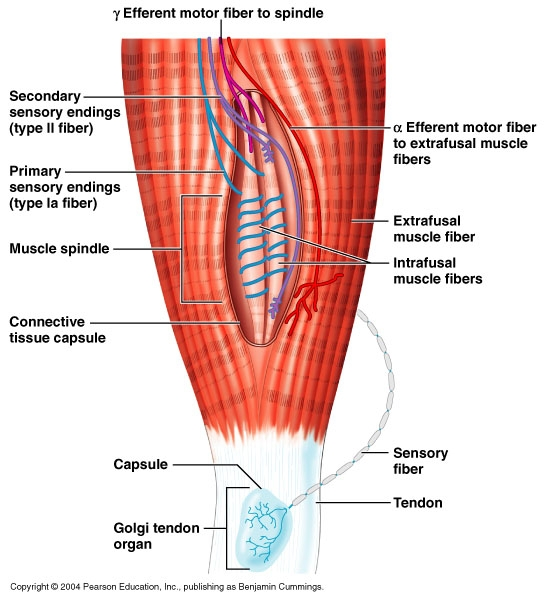 γ Efferent motor fiber to spindle
Secondary
sensory endings
(type II fiber)
α Efferent motor fiber
to extrafusal muscle
fibers
Primary
sensory endings
(type Ia fiber)
Extrafusal
muscle fiber
Muscle spindle
Intrafusal
muscle fibers
Connective
tissue capsule
Sensory
fiber
Capsule
Tendon
Golgi tendon
organ
Copyright © 2004 Pearson Education, Inc., publishing as Benjamin Cummings.